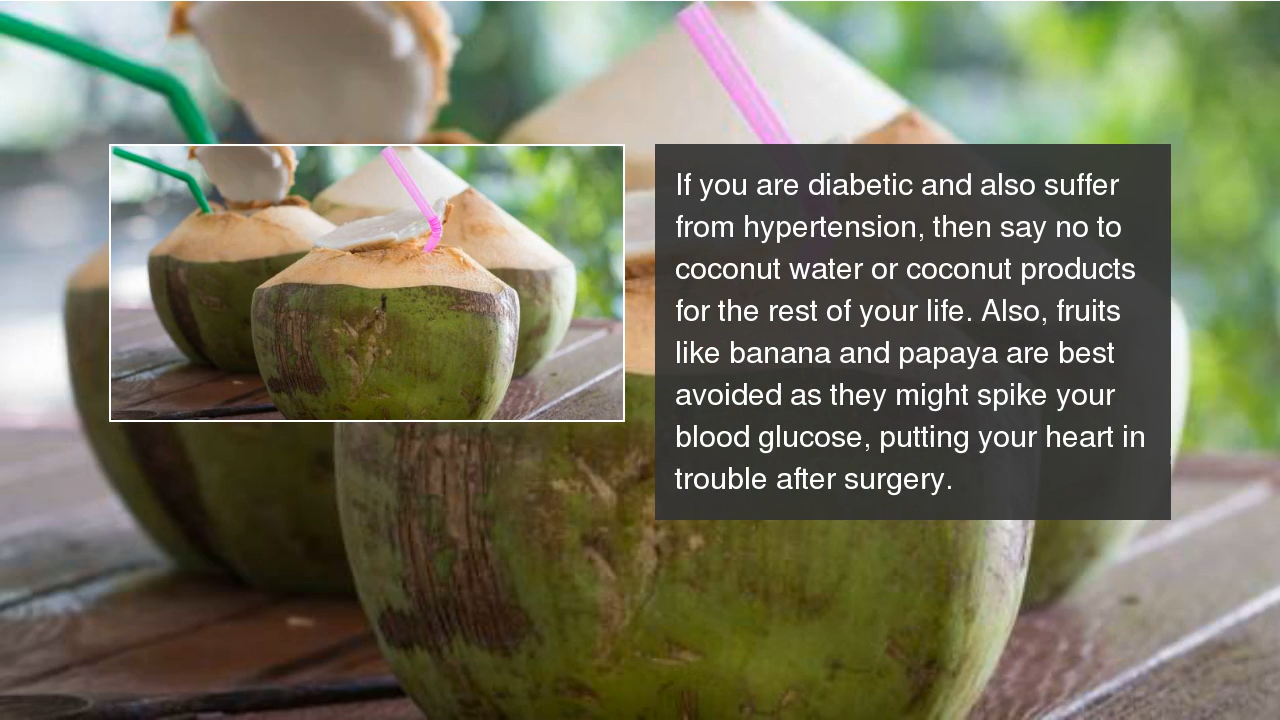 If you are diabetic and also suffer
from hypertension, then say no to
coconut water or coconut products
for the rest of your life. Also, fruits
like banana and papaya are best
avoided as they might spike your
blood glucose, putting your heart in
trouble after surgery.